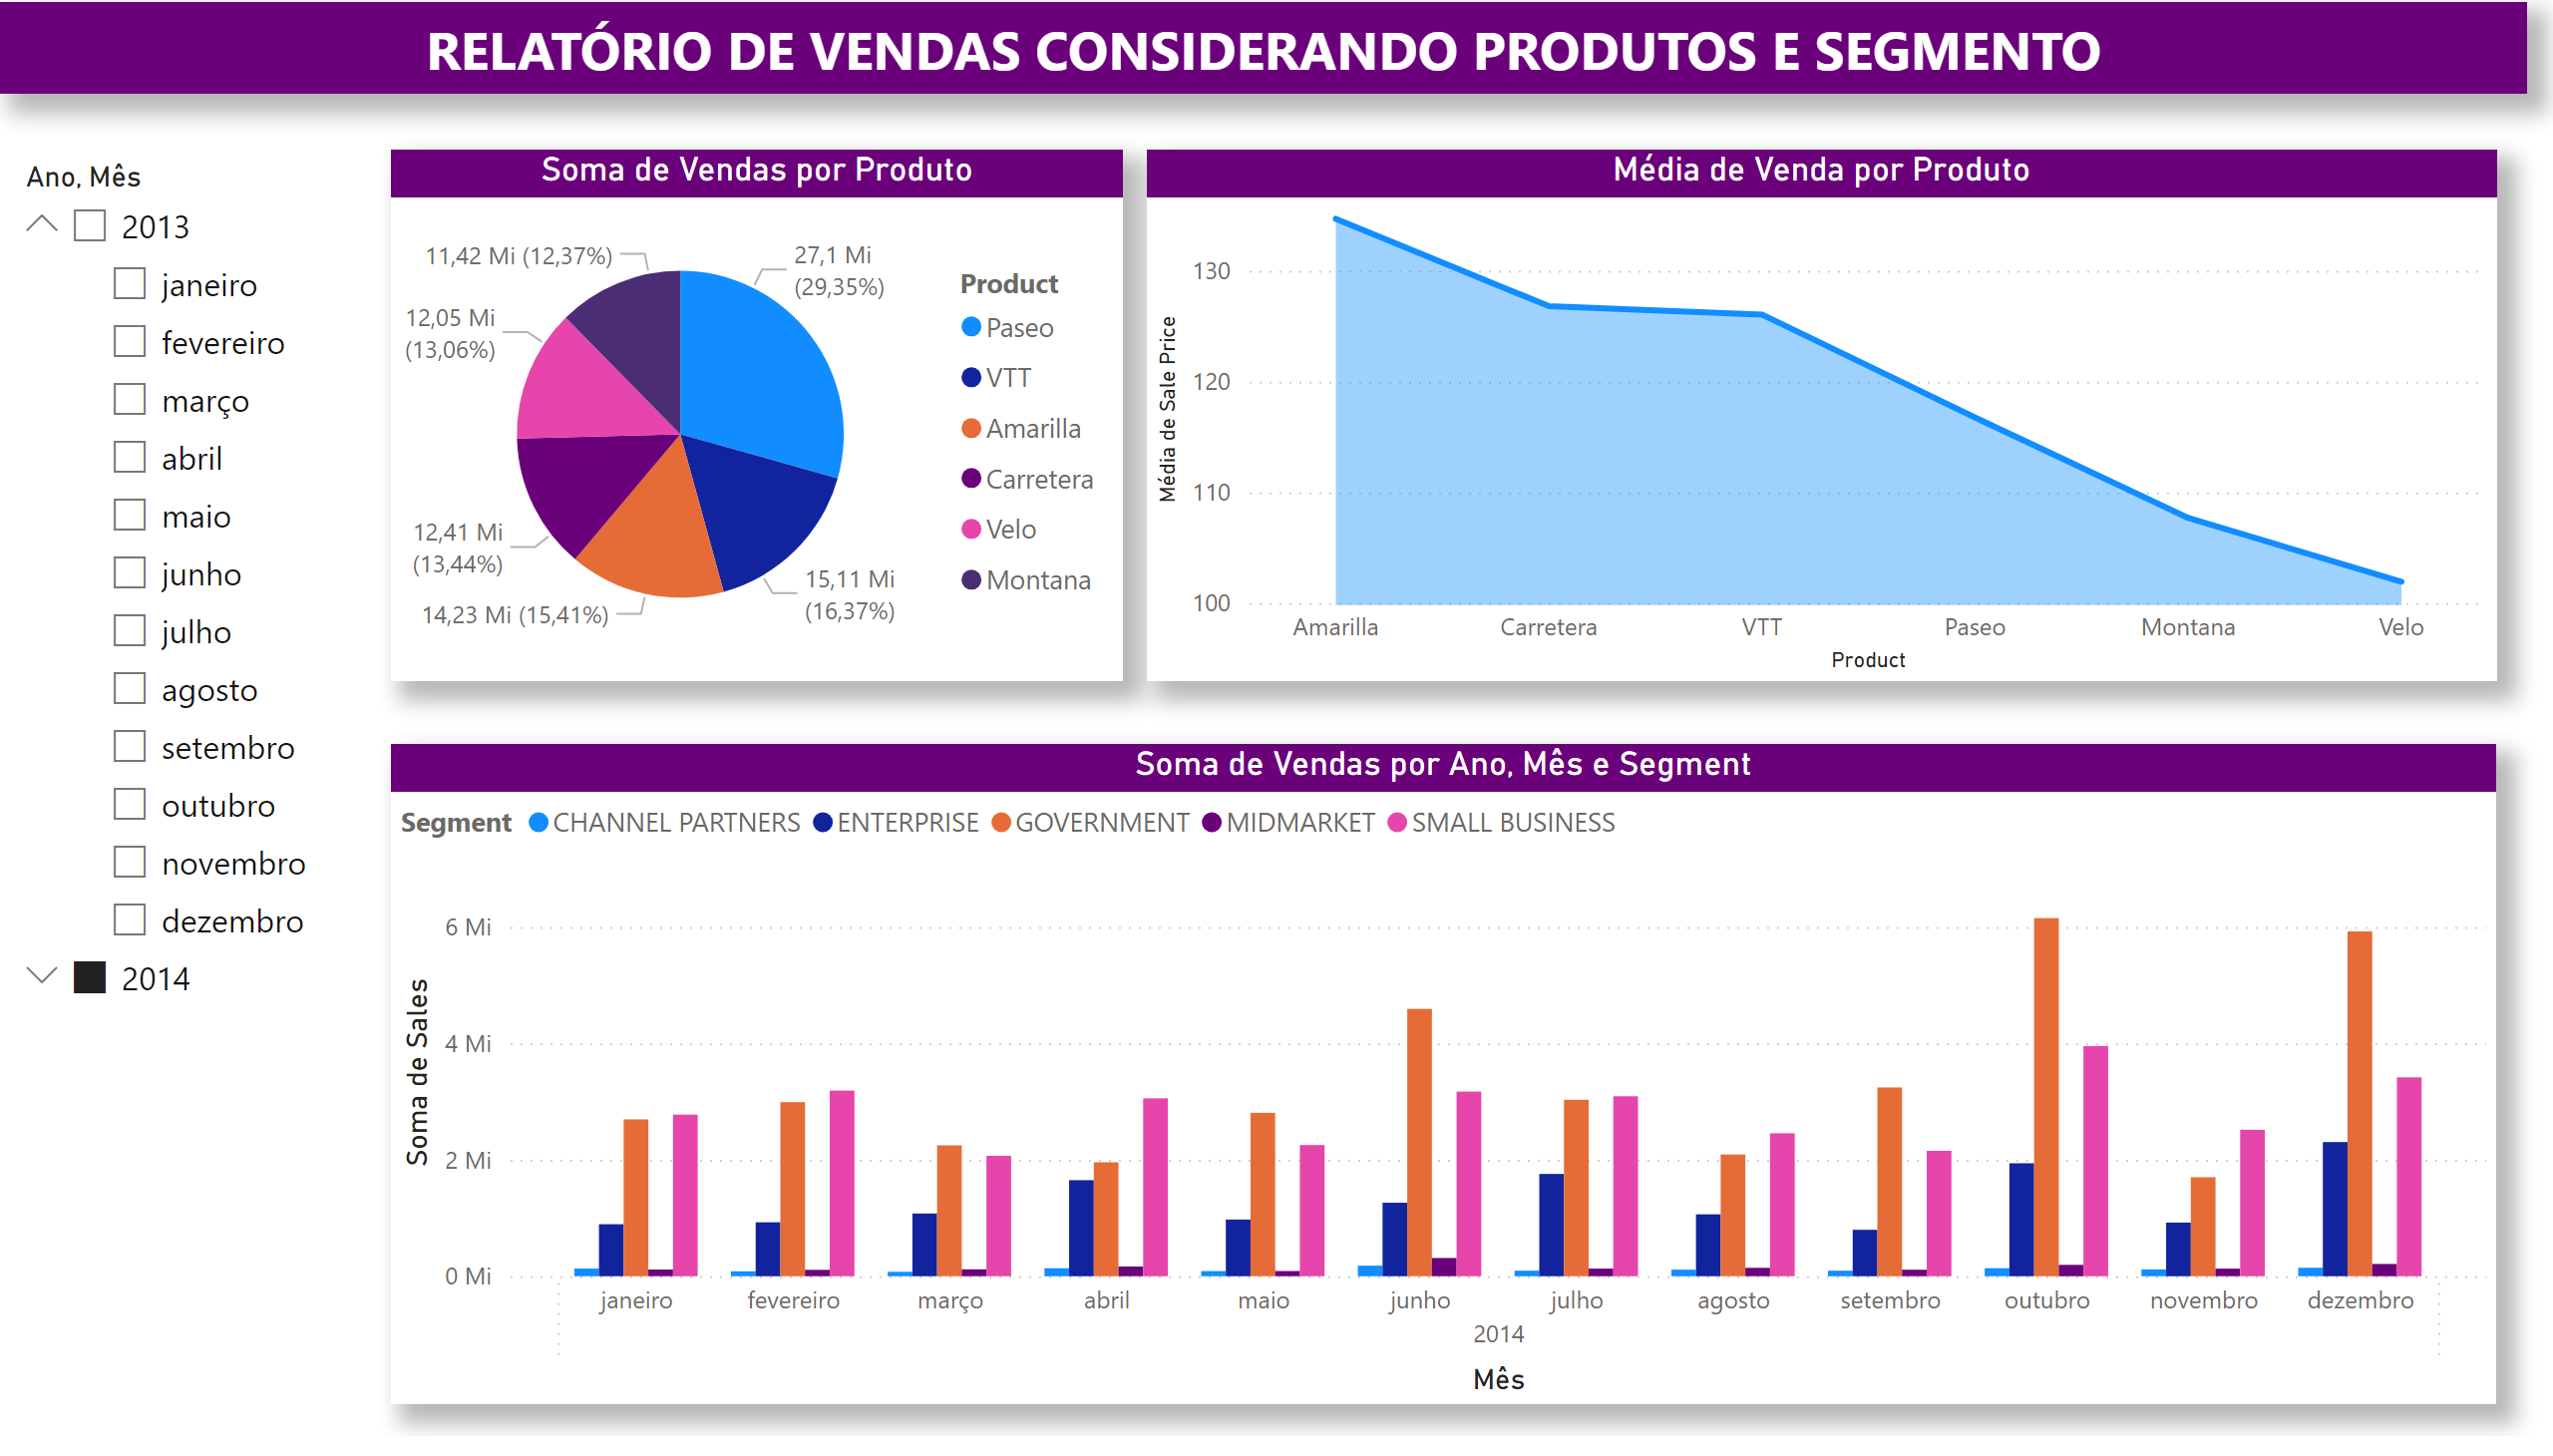 RELATÓRIO DE VENDAS CONSIDERANDO PRODUTOS E SEGMENTO
Ano, Mês
2013
janeiro
fevereiro
março
abril
maio
junho
julho
agosto
setembro
outubro
novembro
dezembro
2014
Soma de Vendas por Produto
11,42 Mi (12,37%)
27,1 Mi
(29,35%)
12,05 Mi
(13,06%)
12,41 Mi
(13,44%)
14,23 Mi (15,41%)
15,11 Mi
(16,37%)
Product
Paseo
VTT
Amarilla
Carretera
Velo
Montana
Média de Venda por Produto
Média de Sale Price
130
120
110
100
Amarilla Carretera VTT Paseo Montana Velo
Product
Soma de Vendas por Ano, Mês e Segment
Segment CHANNEL PARTNERS ENTERPRISE GOVERNMENT MIDMARKET SMALL BUSINESS
Soma de Sales
6 Mi
4 Mi
2 Mi
0 Mi
janeiro fevereiro março abril maio junho julho agosto setembro outubro novembro dezembro
2014
Mês